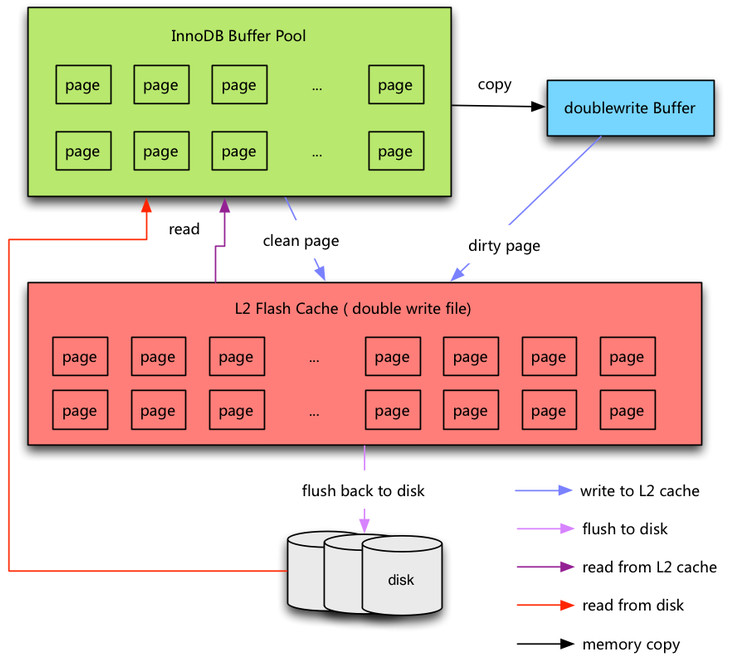 InnoDB Buffer Pool
page page page ... page
page page page ... page
copy
doublewrite Buffer
read
clean page
dirty page
L2 Flash Cache ( double write file)
page page page ... page page page page
page page page ... page page page page
flush back to disk
disk
write to L2 cache
flush to disk
read from L2 cache
read from disk
memory copy